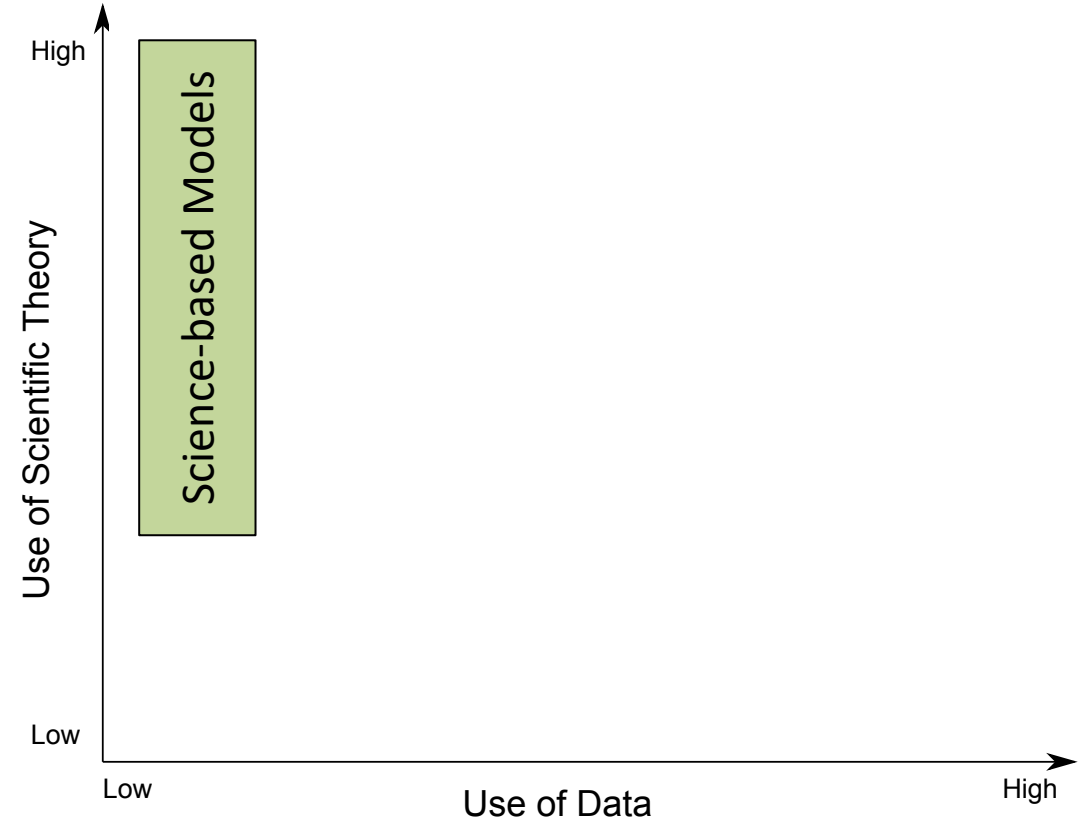 High
Science-based Models
Use of Scientific Theory
Low
Low
High
Use of Data